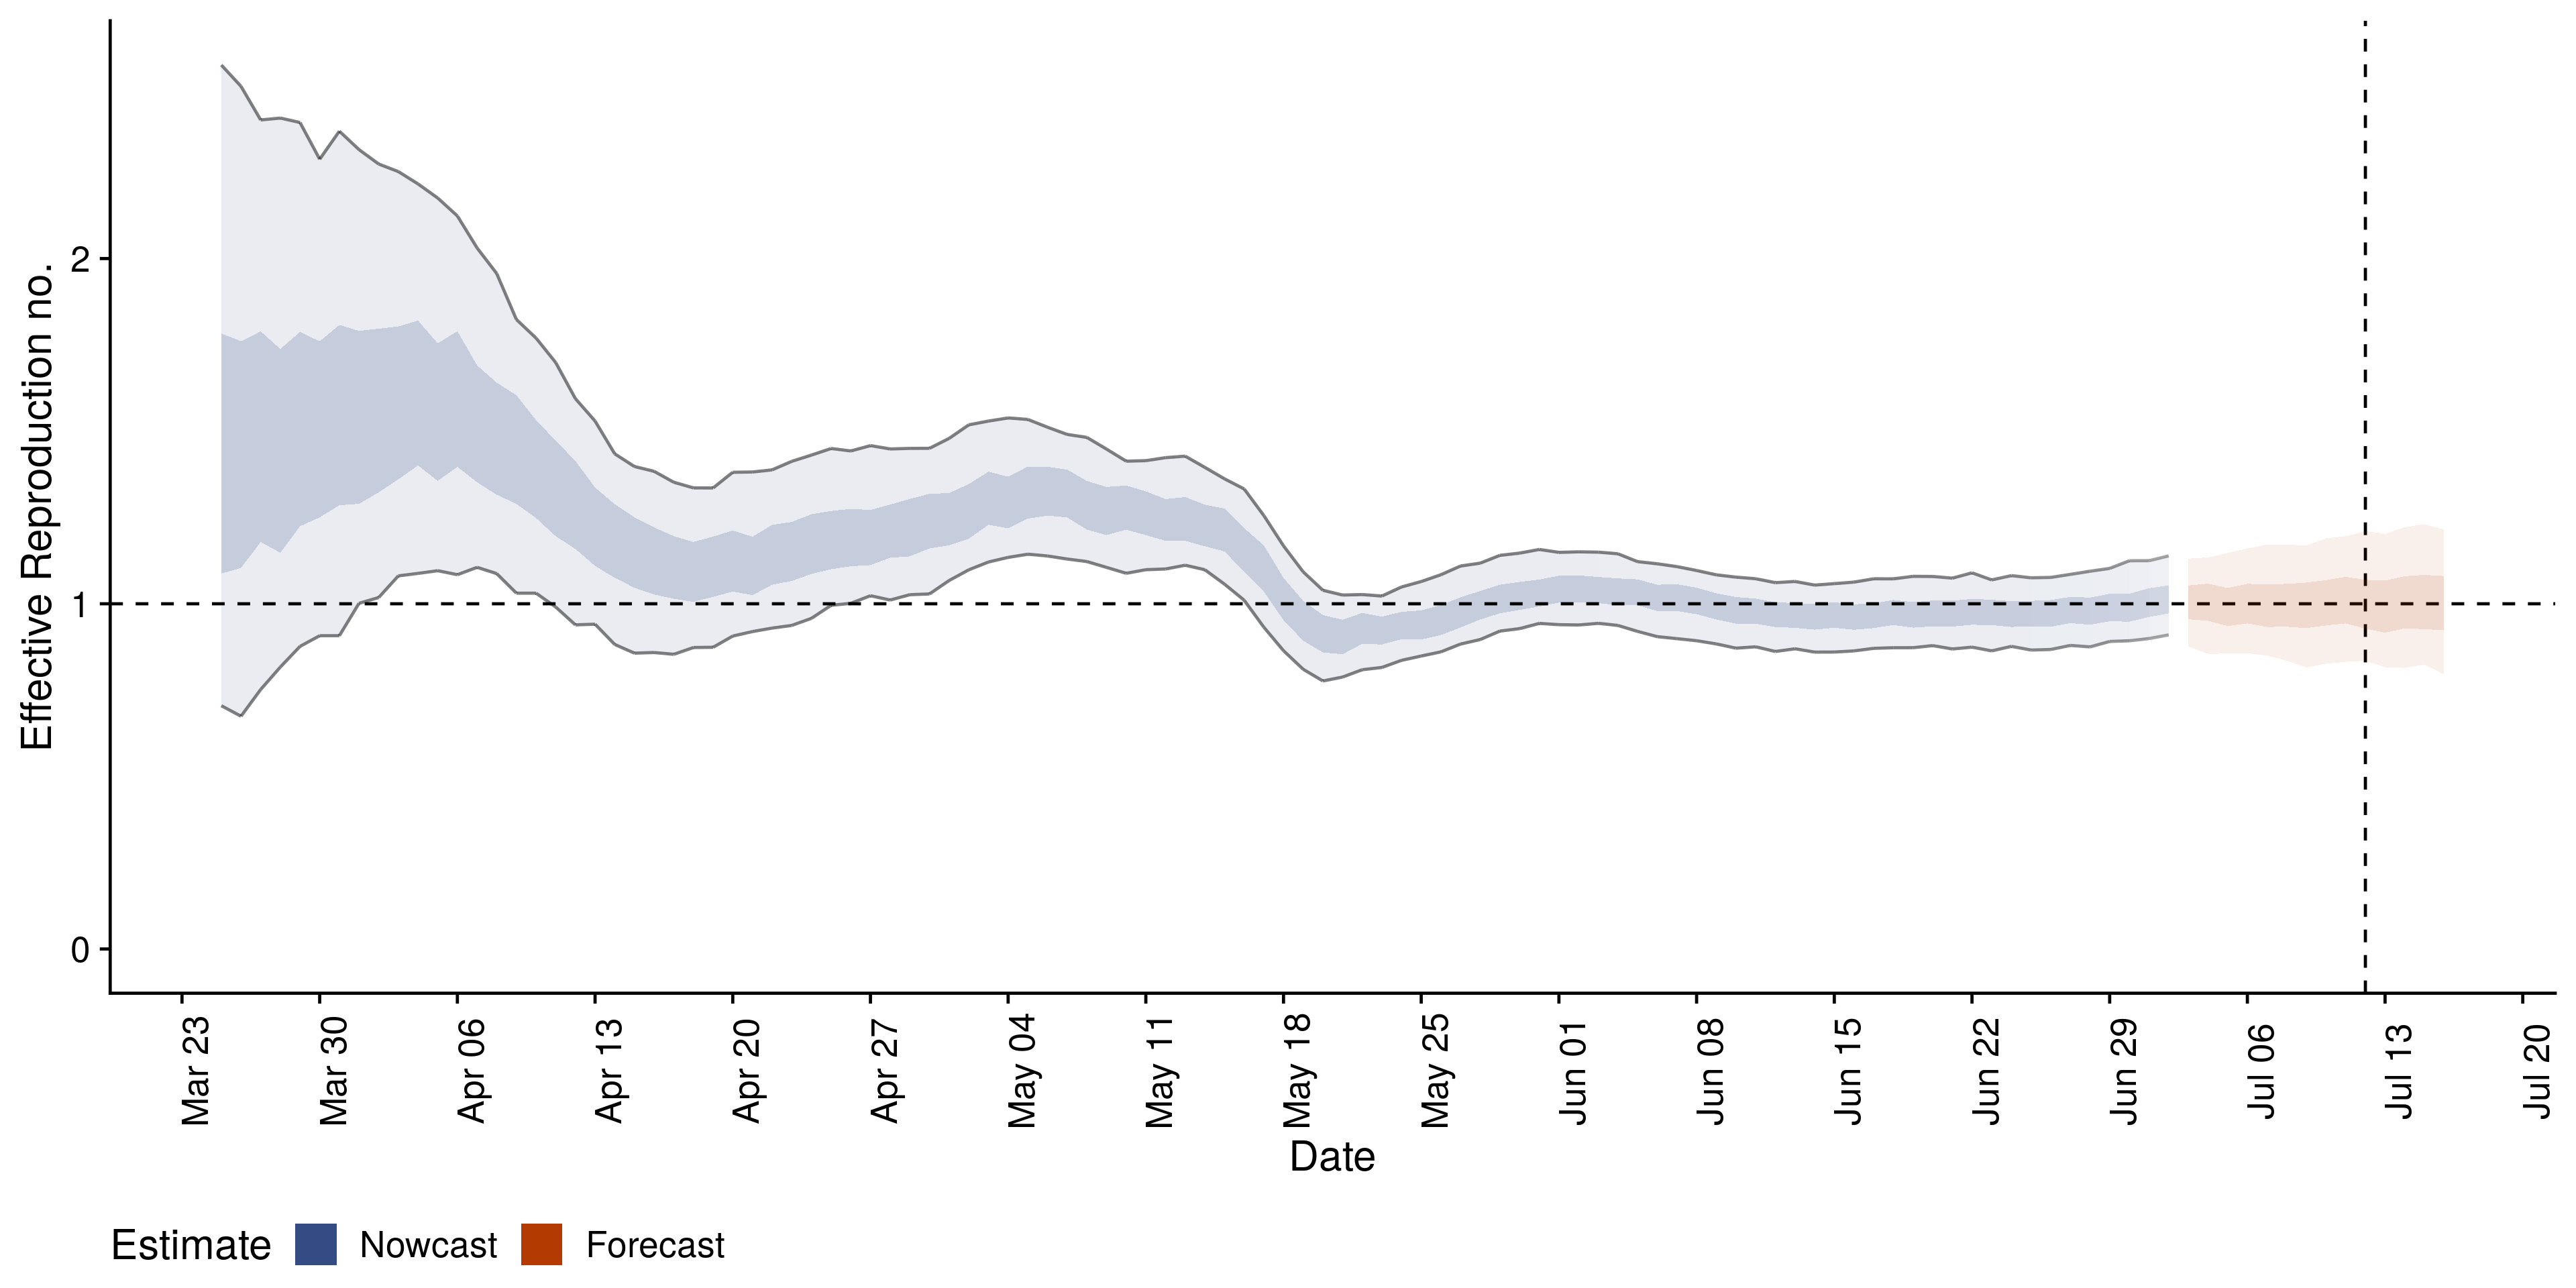 Effective Reproduction no.
2
1
0
Mar 23
Mar 30
Apr 06
Apr 13
Apr 20
Apr 27
May 04
May 11
May 18
May 25
Jun 01
Jun 08
Jun 15
Jun 22
Jun 29
Jul 06
Jul 13
Jul 20
Date
Estimate Nowcast Forecast